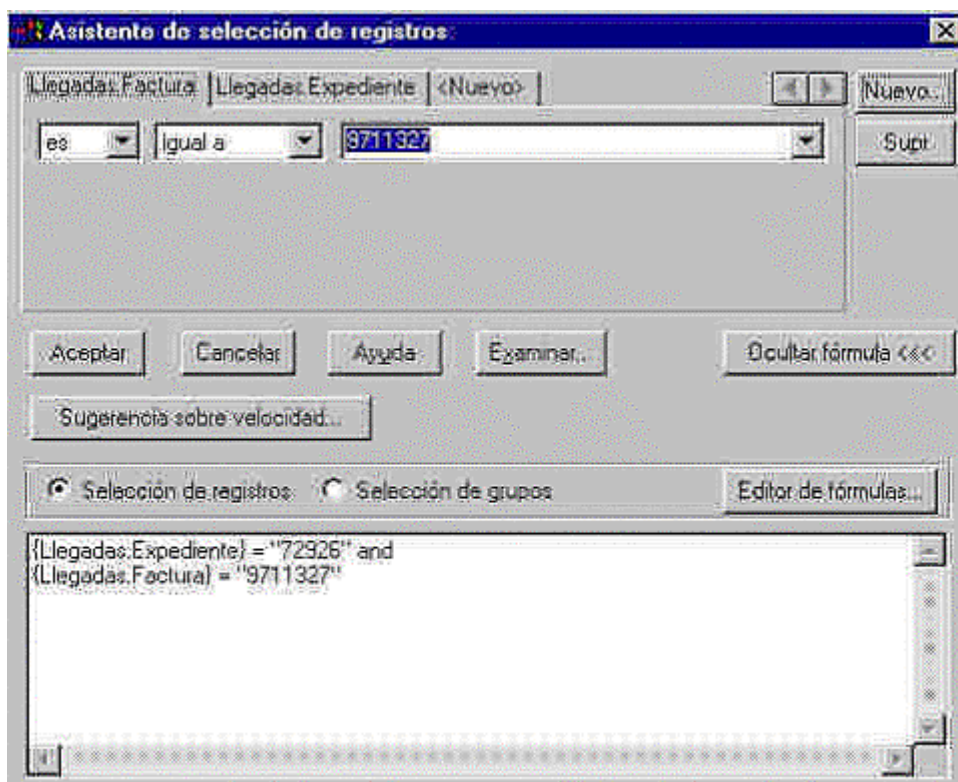 Asistente de selección de registros
Llegadas.Factura Llegadas.Expediente <Nuevo> Nuevo...
es igual a 9711327 Supr
Aceptar Cancelar Ayuda Examinar... Ocultar fórmula <<<
Sugerencia sobre velocidad...
Selección de registros Selección de grupos Editor de fórmulas...
{Llegadas.Expediente} = "72926" and
{Llegadas.Factura} = "9711327"